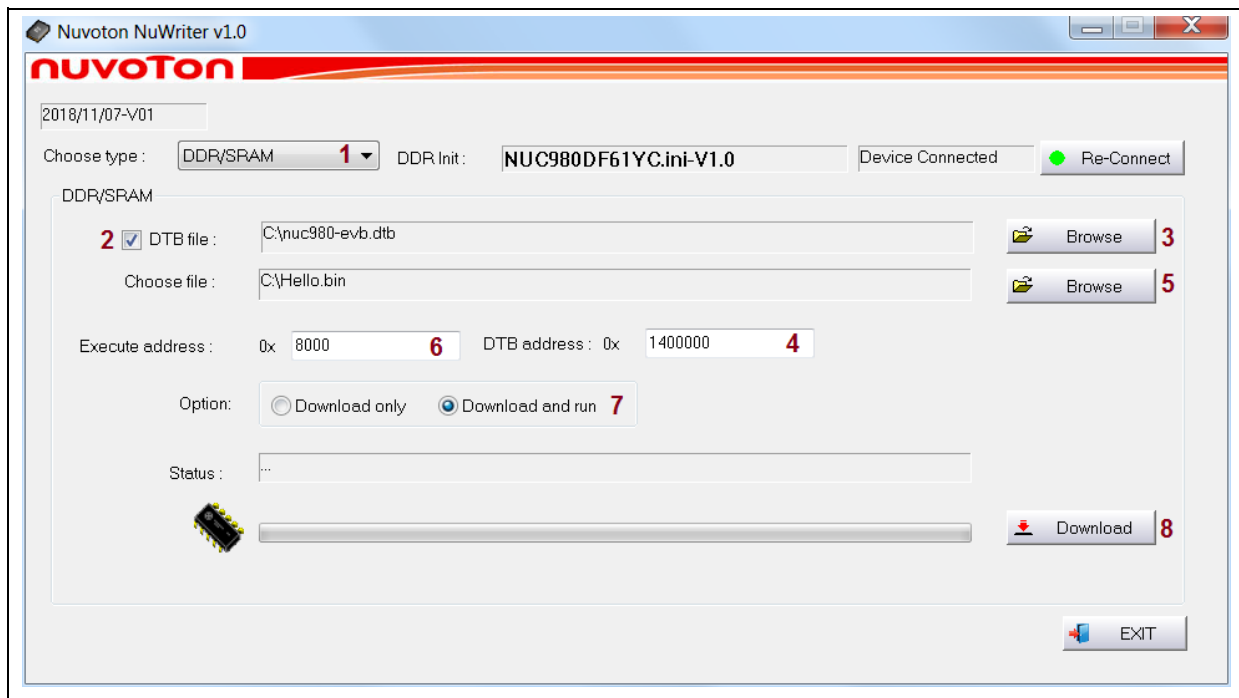 Nuvoton NuWriter v1.0
nuvoTon
2018/11/07-V01
Choose type : DDR/SRAM 1 DDR Init : NUC980DF61YC.ini-V1.0 Device Connected Re-Connect
DDR/SRAM
2 DTB file : C:\nuc980-evb.dtb Browse 3
Choose file : C:\Hello.bin Browse 5
Execute address : 0x 8000 6 DTB address : 0x 1400000 4
Option: Download only Download and run 7
Status : ...
Download 8
EXIT